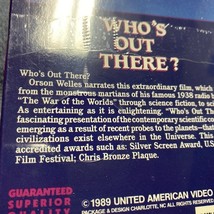 WHO'S
OUT
THERE?
Who's Out There?
Orson Welles narrates this extraordinary film, which
from the monstrous martians of his famous 1938 radio b
"The War of the Worlds" through science fiction, to sci
As entertaining as it is enlightening. "Who's Out The
fascinating presentation of the contemporary scientific co
emerging as a result of recent probes to the planets—that
civilizations exist elsewhere in the Universe. This
accredited awards such as: Silver Screen Award, U.S
Film Festival; Chris Bronze Plaque.
GUARANTEED
SUPERIOR
QUALITY
©1989 UNITED AMERICAN VIDEO
PACKAGE & DESIGN CHARLOTTE, NC ALL RIGHTS RESE